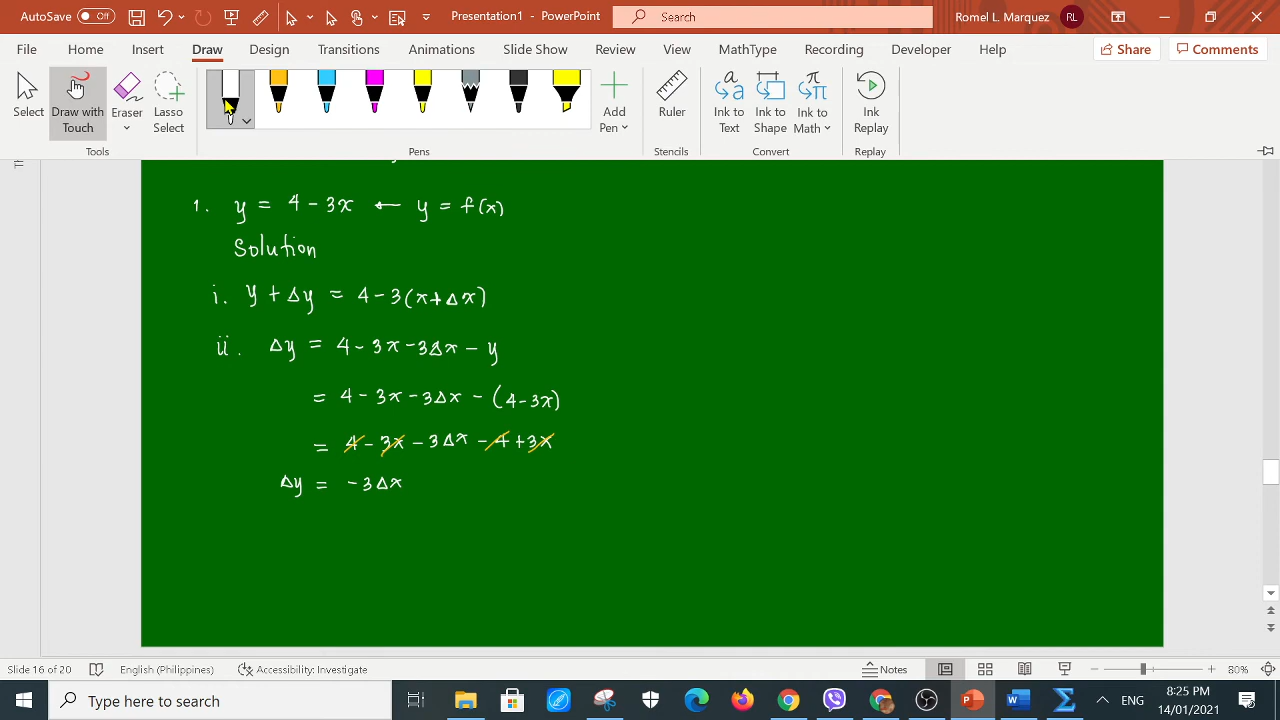 AutoSave Off Presentation1 - PowerPoint Search Romel L. Marquez RL
File Home Insert Draw Design Transitions Animations Slide Show Review View MathType Recording Developer Help Share Comments
Select Draw with Touch Eraser Lasso Select Add Pen Ruler Ink to Text Ink to Shape Ink to Math Ink Replay
Tools Pens Stencils Convert Replay
1. y = 4 - 3x ← y = f(x)
Solution
i. y + Δy = 4 - 3(x+Δx)
ii. Δy = 4 - 3x - 3Δx - y
= 4 - 3x - 3Δx - (4 - 3x)
= 4 - 3x - 3Δx - 4 + 3x
Δy = -3Δx
Slide 16 of 20 English (Philippines) Accessibility: Investigate Notes 80%
Type here to search ENG 8:25 PM 14/01/2021